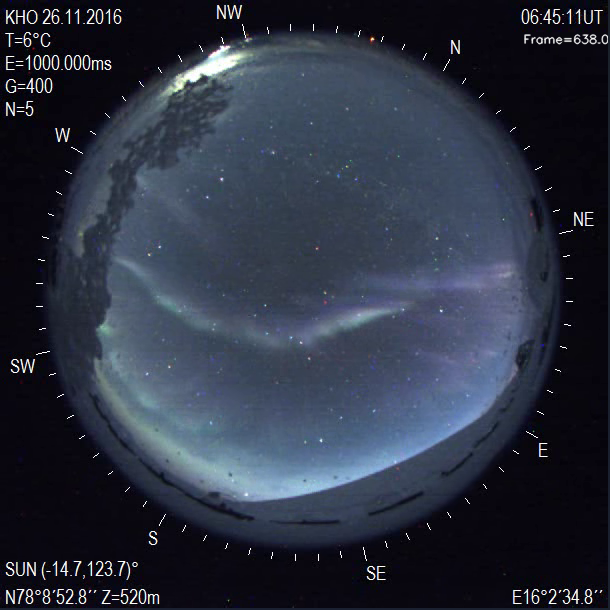 KHO 26.11.2016
T=6°C
E=1000.000ms
G=400
N=5
06:45:11UT
Frame=638.0
NW
N
W
NE
SW
E
S
SE
SUN (-14.7,123.7)°
N78°8'52.8'' Z=520m
E16°2'34.8''